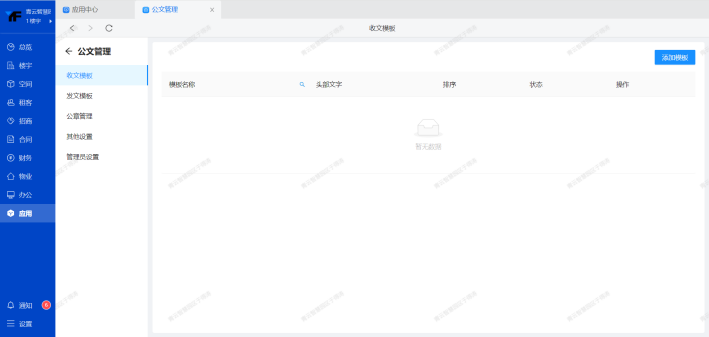 应用中心
公文管理
收文模板
1楼宇
总览
楼宇
空间
租客
招商
合同
财务
物业
办公
应用
通知
6
设置
公文管理
收文模板
发文模板
公章管理
其他设置
管理员设置
添加模板
模板名称
头部文字
排序
状态
操作
暂无数据